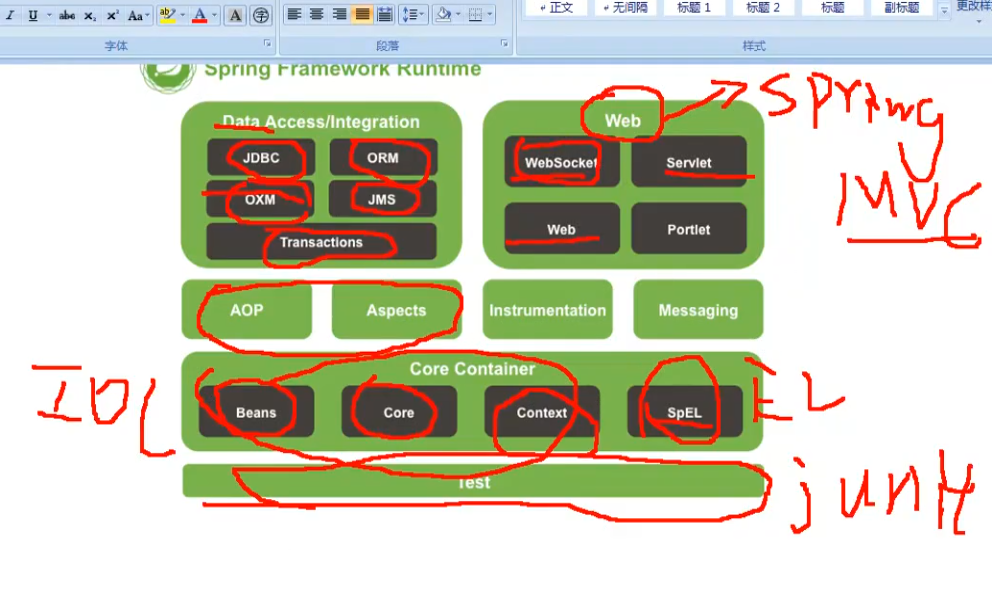 I U abc x₂ x² Aa ab A A 字
正文 无间隔 标题 1 标题 2 标题 副标题 更改样
字体 段落 样式
Spring Framework Runtime
Data Access/Integration
JDBC ORM
OXM JMS
Transactions
Web
WebSocket Servlet
Web Portlet
spring
MVC
AOP Aspects Instrumentation Messaging
Core Container
Beans Core Context SpEL
IOC
EL
Test
junit